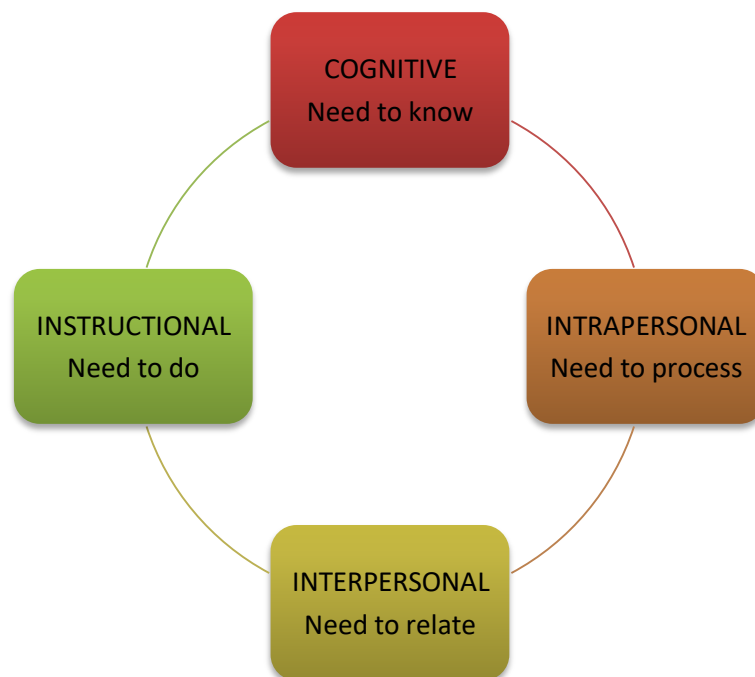 COGNITIVE
Need to know
INSTRUCTIONAL
Need to do
INTRAPERSONAL
Need to process
INTERPERSONAL
Need to relate